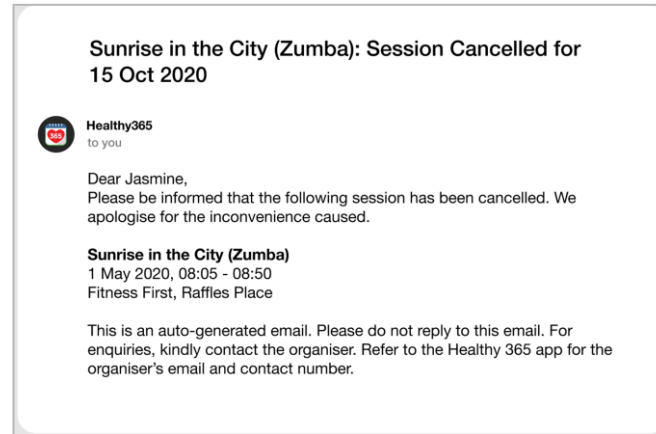 Sunrise in the City (Zumba): Session Cancelled for
15 Oct 2020
365
Healthy365
to you
Dear Jasmine,
Please be informed that the following session has been cancelled. We
apologise for the inconvenience caused.
Sunrise in the City (Zumba)
1 May 2020, 08:05 - 08:50
Fitness First, Raffles Place
This is an auto-generated email. Please do not reply to this email. For
enquiries, kindly contact the organiser. Refer to the Healthy 365 app for the
organiser's email and contact number.